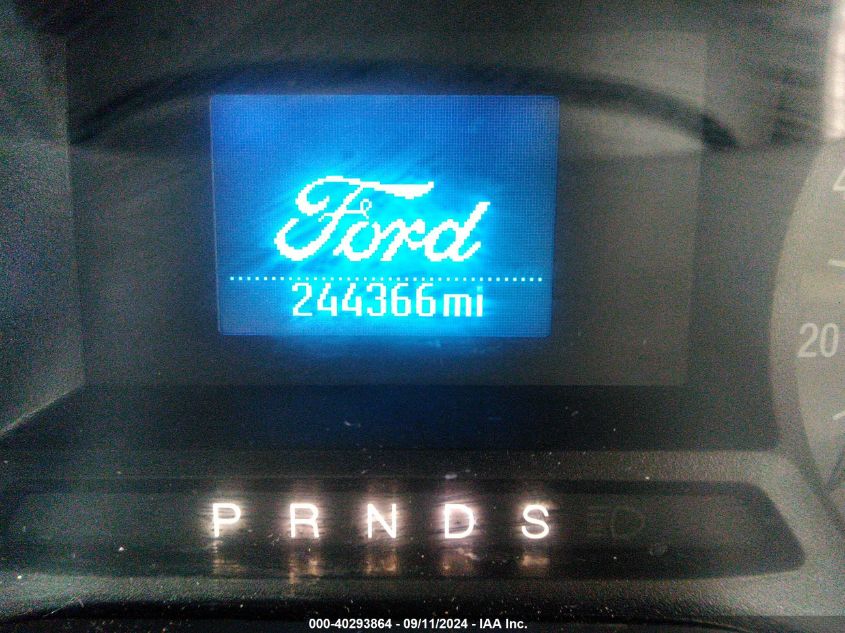 Ford
244366mi
20
P R N D S
000-40293864 - 09/11/2024 - IAA Inc.